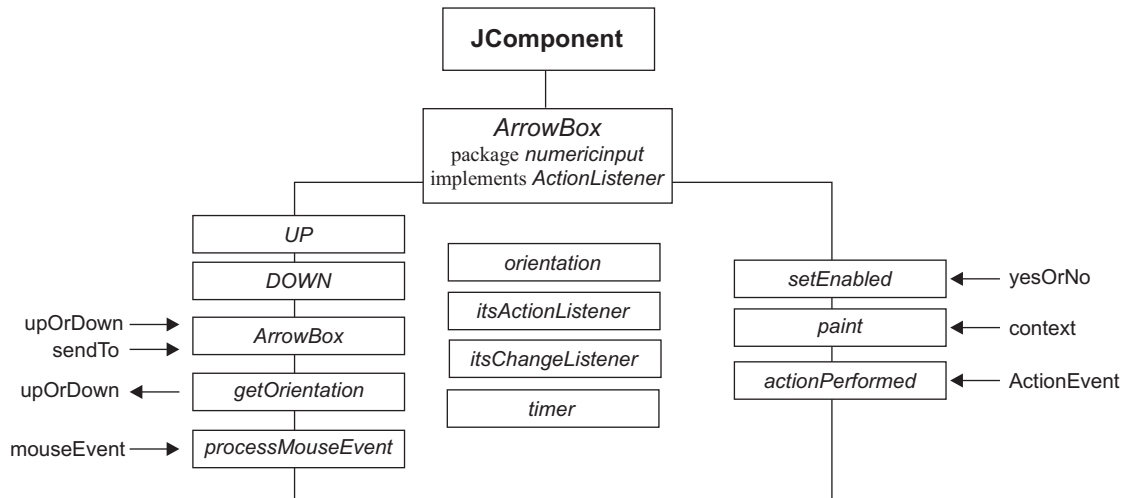 JComponent
ArrowBox
package numericinput
implements ActionListener
UP
DOWN
upOrDown
sendTo
ArrowBox
upOrDown
getOrientation
mouseEvent
processMouseEvent
orientation
itsActionListener
itsChangeListener
timer
setEnabled
yesOrNo
paint
context
actionPerformed
ActionEvent